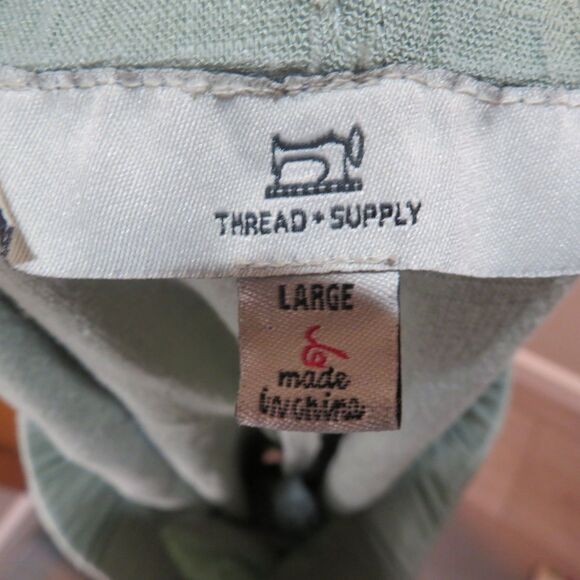 THREAD + SUPPLY
LARGE
made
in china